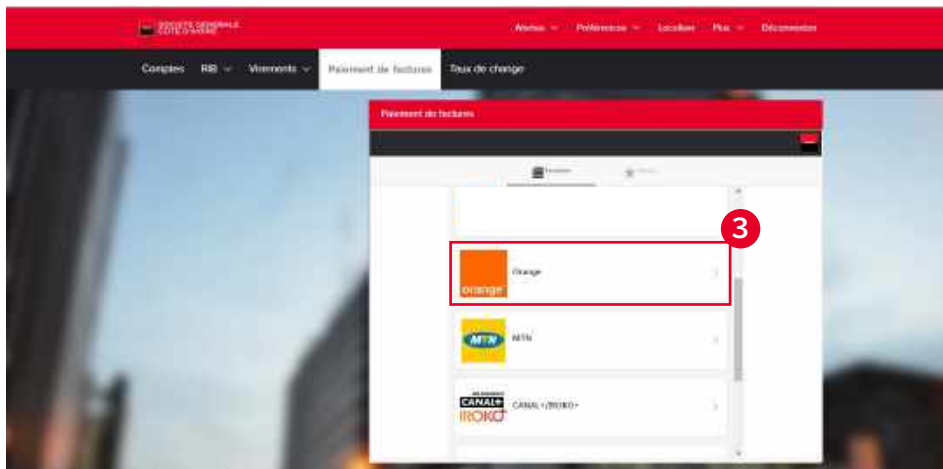 SOCIETE GENERALE
COTE D'IVOIRE
Préférences Localiser Plus Déconnexion
Comptes RIB Virements Paiement de factures Taux de change
Paiement de factures
3
Orange
orange
MTN
MTN
CANAL+
IROKO+
CANAL+/IROKO+